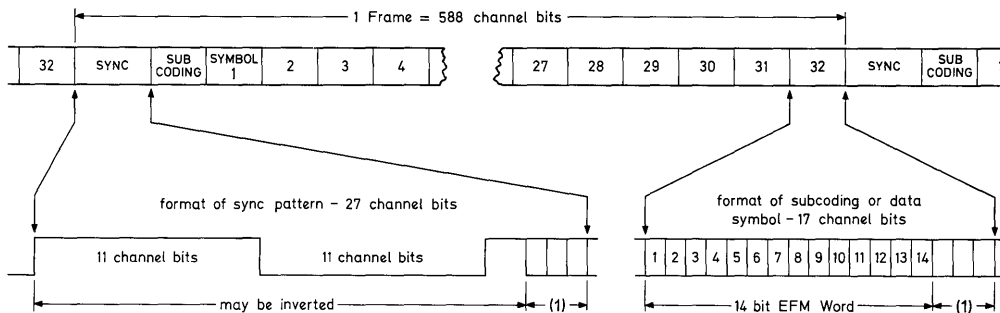 1 Frame = 588 channel bits
32 SYNC SUB CODING SYMBOL 1 2 3 4 27 28 29 30 31 32 SYNC SUB CODING
format of sync pattern - 27 channel bits
format of subcoding or data
symbol - 17 channel bits
11 channel bits 11 channel bits 1 2 3 4 5 6 7 8 9 10 11 12 13 14
may be inverted (1) 14 bit EFM Word (1)